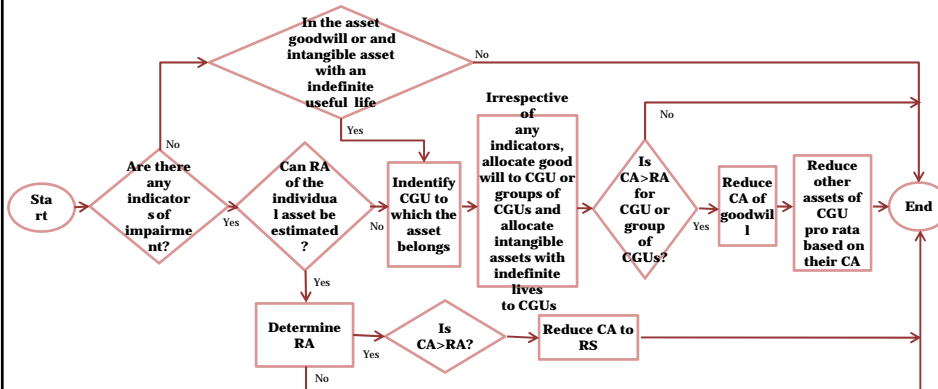 In the asset
goodwill or and
intangible asset
with an
indefinite
useful life
No
Yes
No
Sta
rt
Are there
any
indicator
s of
impairme
nt?
Yes
Can RA
of the
individua
l asset be
estimated
?
No
Yes
Indentify
CGU to
which the
asset
belongs
Irrespective
of
any
indicators,
allocate good
will to CGU or
groups of
CGUs and
allocate
intangible
assets with
indefinite
lives
to CGUs
Is
CA>RA
for
CGU or
group
of
CGUs?
No
Yes
Reduce
CA of
goodwil
l
Reduce
other
assets of
CGU
pro rata
based on
their CA
End
Determine
RA
Yes
No
Is
CA>RA?
Reduce CA to
RS